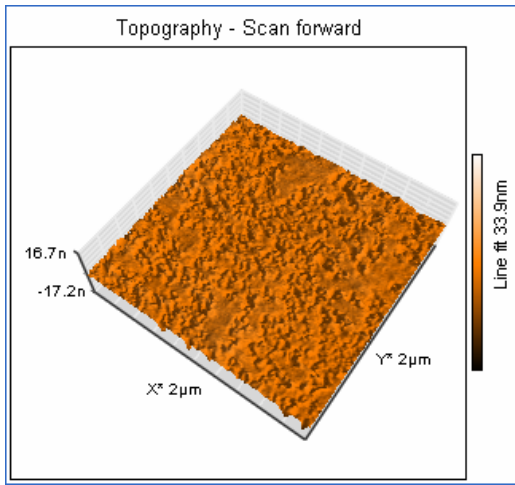 Topography - Scan forward
16.7n
-17.2n
X* 2µm
Y* 2µm
Line fit 33.9nm